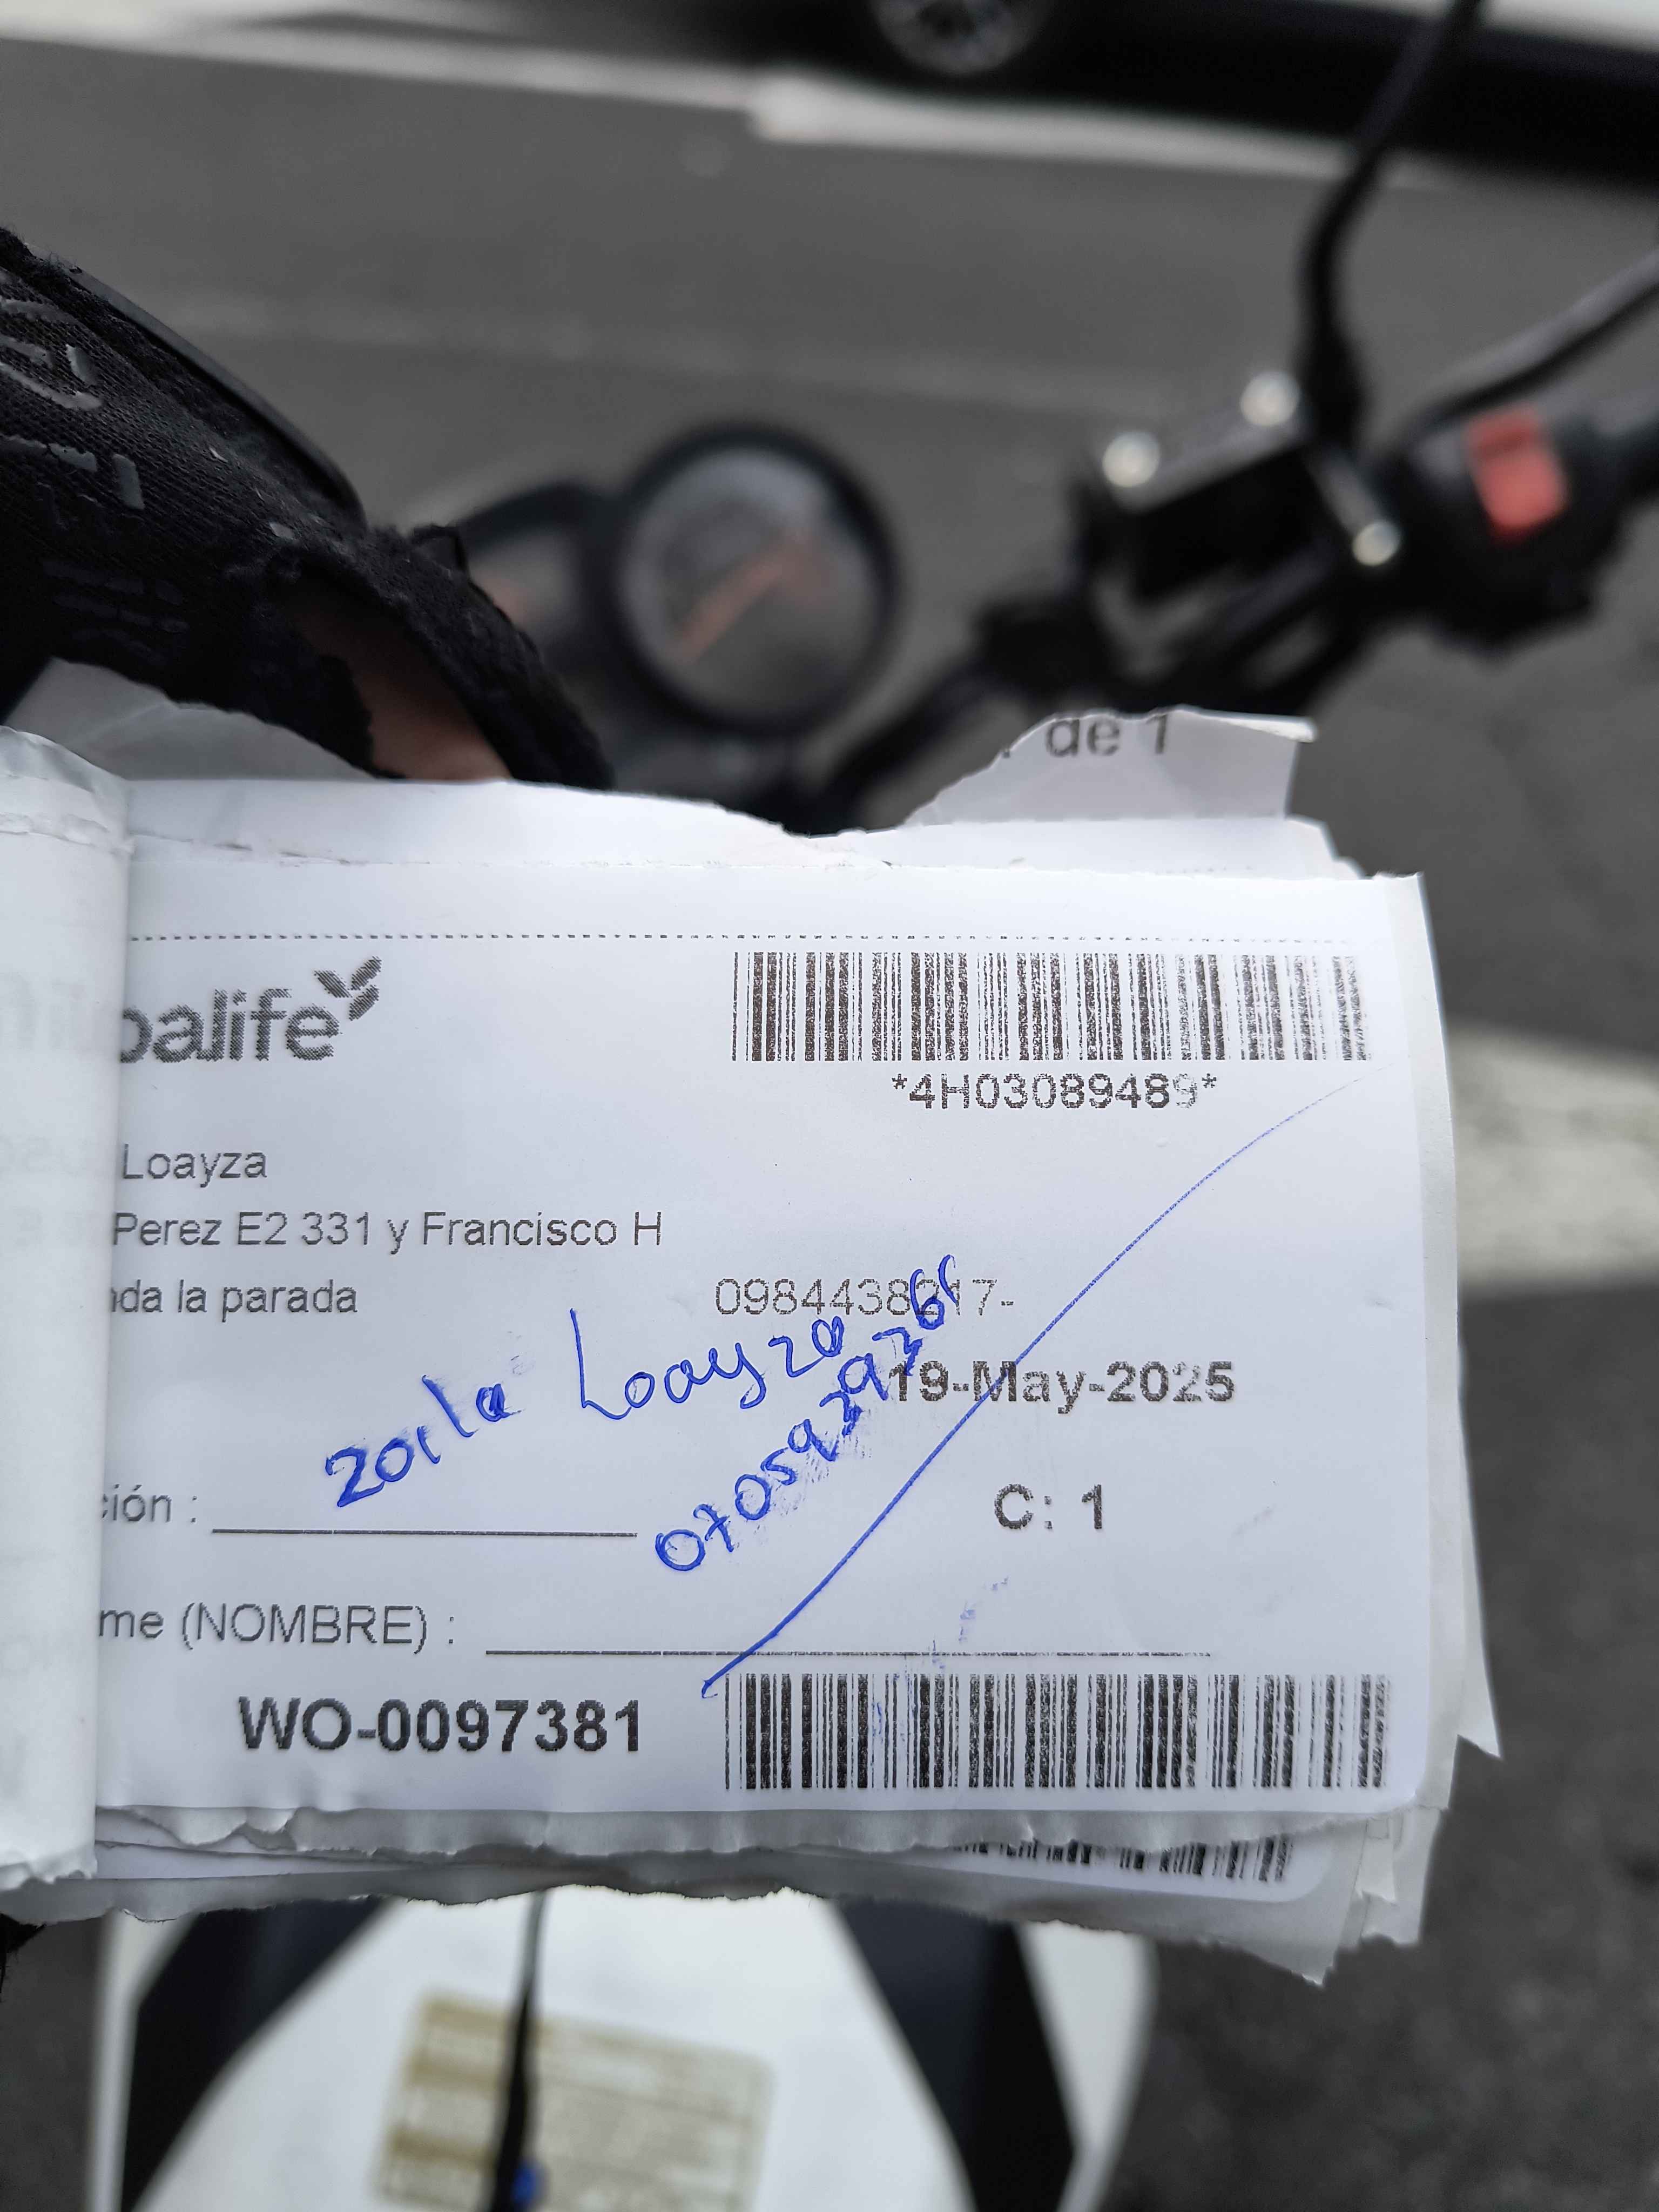 . de 1
balife
*4H03089489*
Loayza
Perez E2 331 y Francisco H
nda la parada
0984438217-
19-May-2025
Zoila Loayza
ción :
C: 1
me (NOMBRE) :
WO-0097381